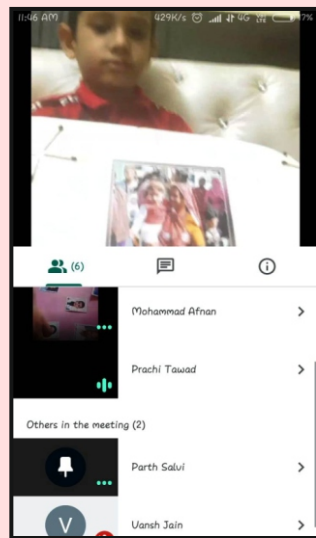 11:46 AM 429K/s 4G 17%
(6)
Mohammad Afnan
Prachi Tawad
Others in the meeting (2)
Parth Salvi
V
Vansh Jain